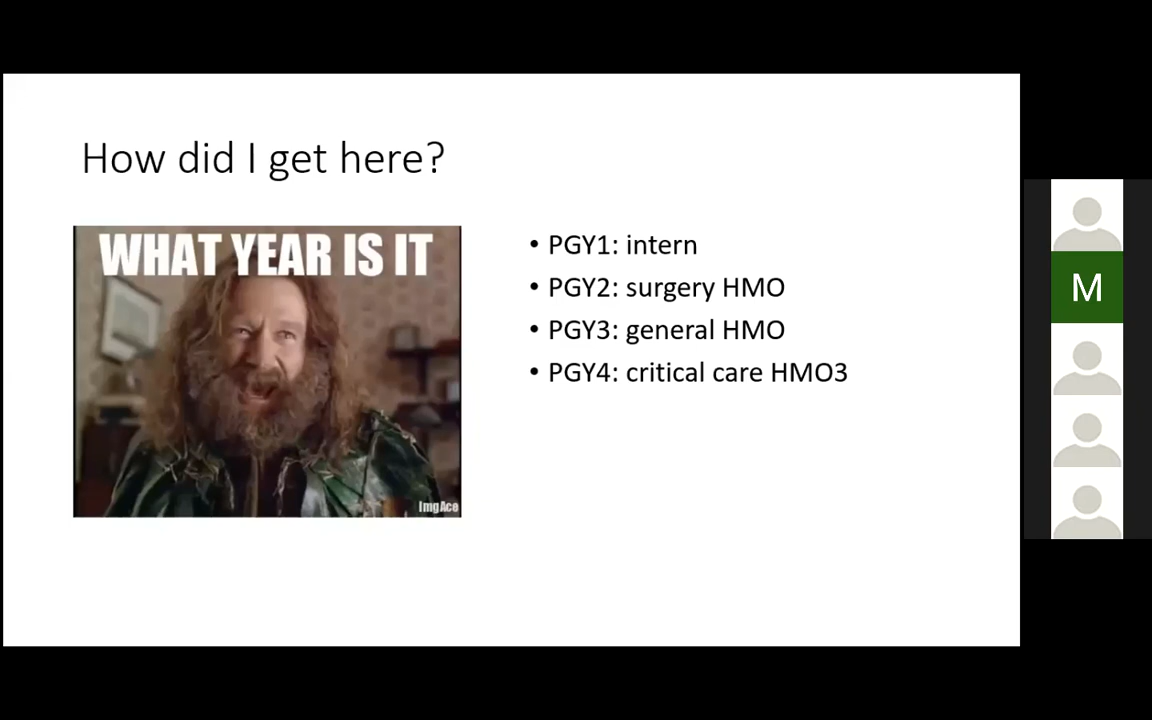 How did I get here?
WHAT YEAR IS IT
ImgAce
• PGY1: intern
• PGY2: surgery HMO
• PGY3: general HMO
• PGY4: critical care HMO3
M